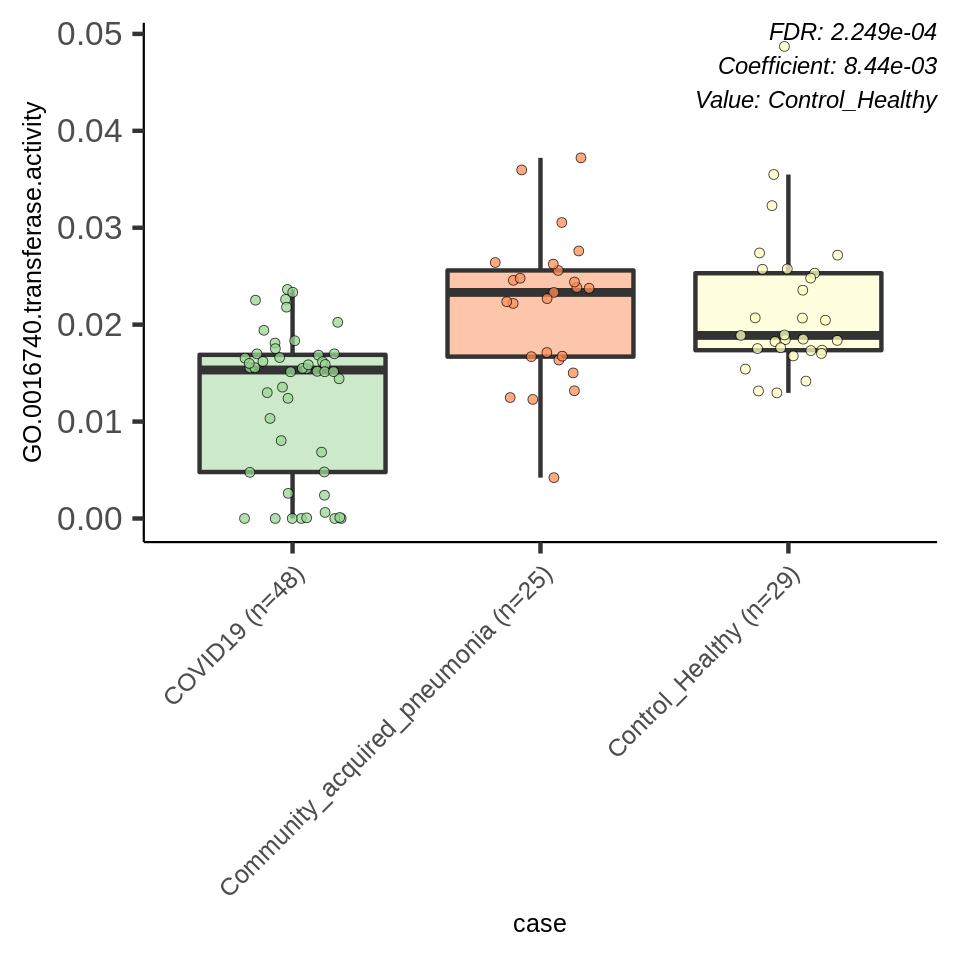 FDR: 2.249e-04
Coefficient: 8.44e-03
Value: Control_Healthy
GO.0016740.transferase.activity
0.05
0.04
0.03
0.02
0.01
0.00
COVID19 (n=48)
Community_acquired_pneumonia (n=25)
Control_Healthy (n=29)
case